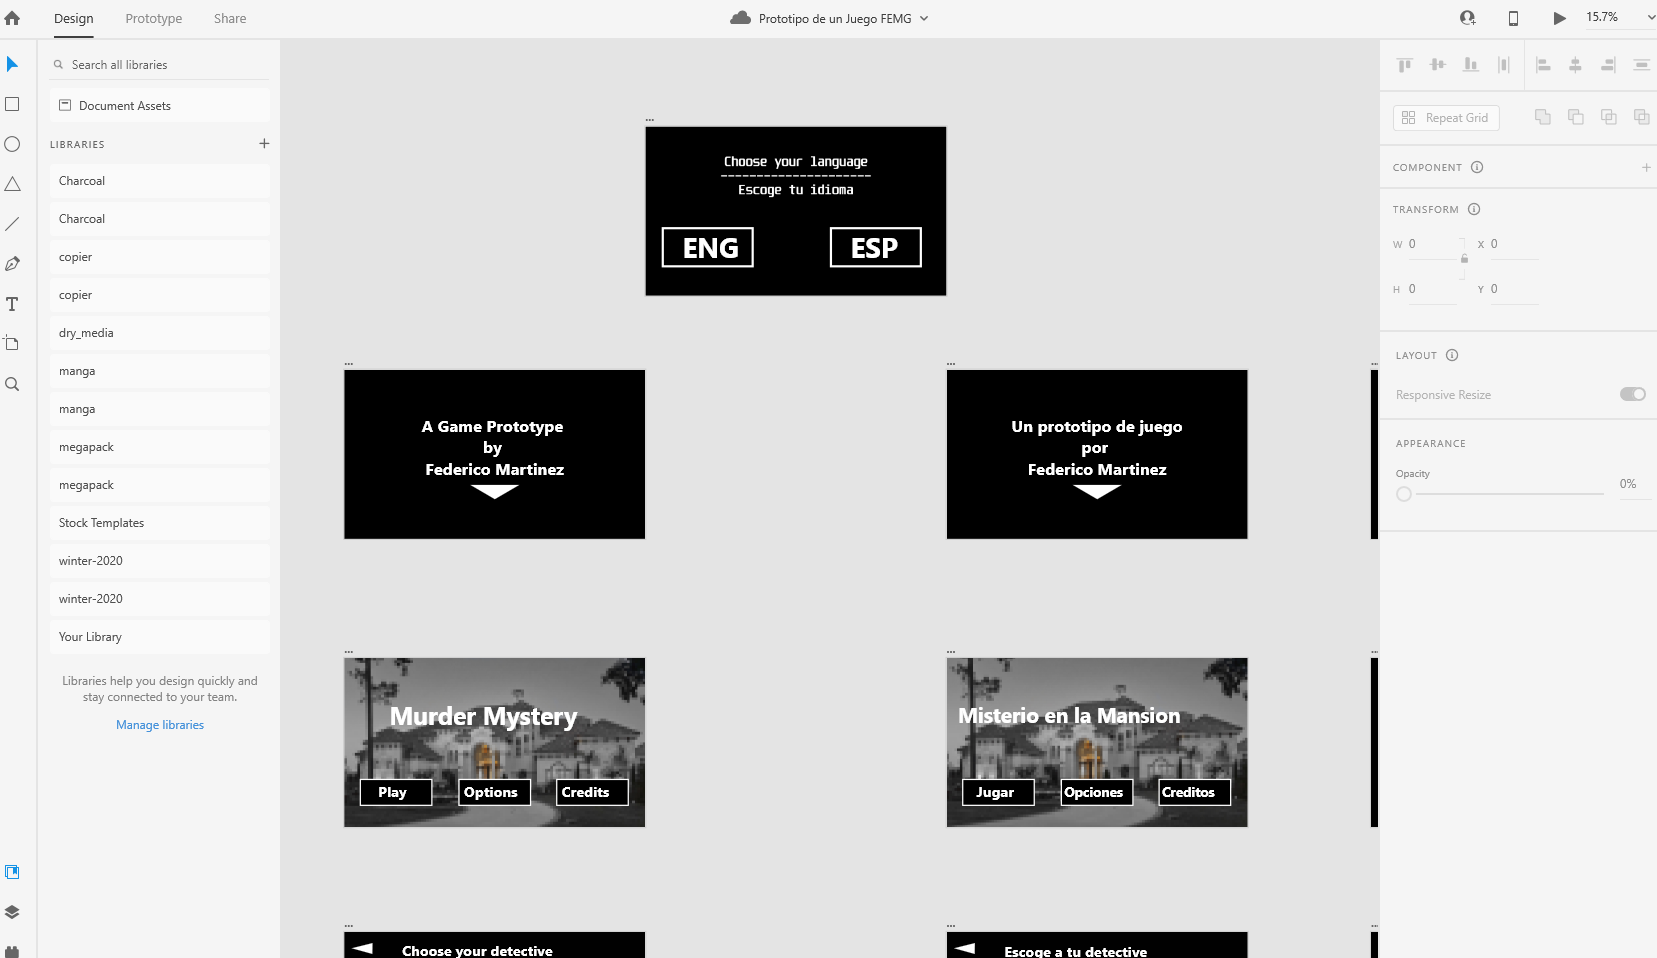 Design Prototype Share
Prototipo de un Juego FEMG
15.7%
Search all libraries
Document Assets
LIBRARIES
Charcoal
Charcoal
copier
copier
dry_media
manga
manga
megapack
megapack
Stock Templates
winter-2020
winter-2020
Your Library
Libraries help you design quickly and
stay connected to your team.
Manage libraries
...
Choose your language
---------------------
Escoge tu idioma
ENG ESP
...
A Game Prototype
by
Federico Martinez
...
Un prototipo de juego
por
Federico Martinez
...
...
Murder Mystery
Play Options Credits
...
Misterio en la Mansion
Jugar Opciones Creditos
...
...
Choose your detective
...
Escoge a tu detective
...
Repeat Grid
COMPONENT
TRANSFORM
W 0 X 0
H 0 Y 0
LAYOUT
Responsive Resize
APPEARANCE
Opacity
0%